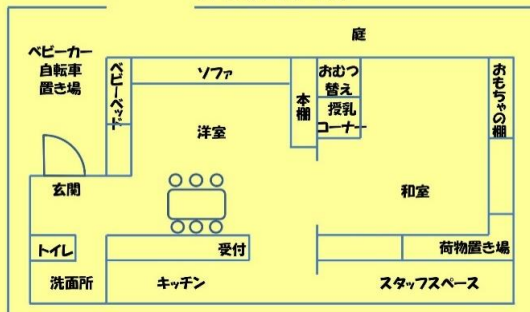 庭
ベビーカー
自転車
置き場
ベビーベッド
ソファ
本棚
おむつ
替え
授乳
コーナー
おもちゃの棚
洋室
玄関
和室
トイレ
受付
荷物置き場
洗面所
キッチン
スタッフスペース